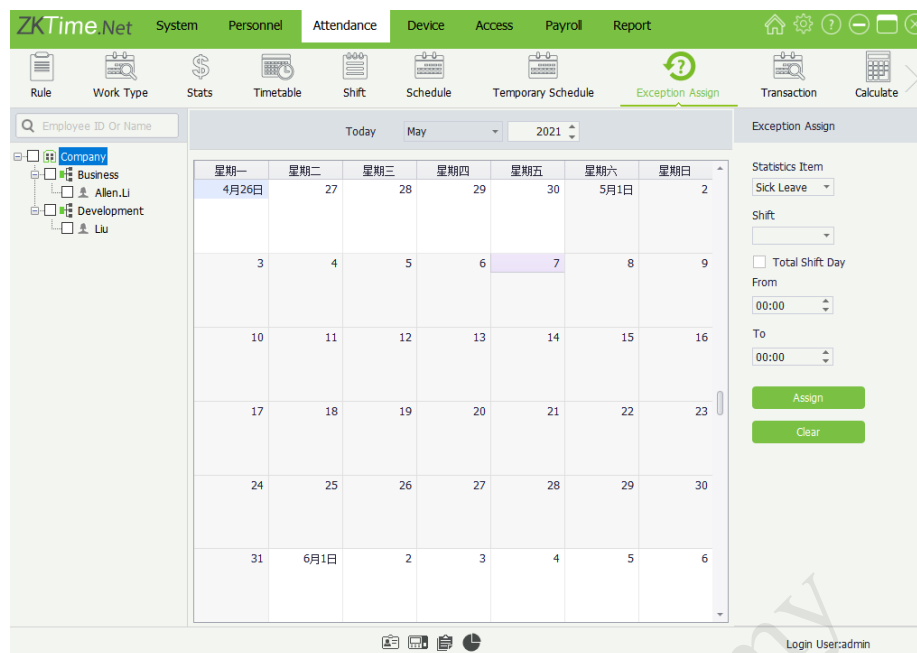 ZKTime.Net System Personnel Attendance Device Access Payroll Report
Rule Work Type Stats Timetable Shift Schedule Temporary Schedule Exception Assign Transaction Calculate
Employee ID Or Name
Today May 2021
Exception Assign
Company
Business
Allen.Li
Development
Liu
星期一 星期二 星期三 星期四 星期五 星期六 星期日
4月26日 27 28 29 30 5月1日 2
3 4 5 6 7 8 9
10 11 12 13 14 15 16
17 18 19 20 21 22 23
24 25 26 27 28 29 30
31 6月1日 2 3 4 5 6
Statistics Item
Sick Leave
Shift
Total Shift Day
From
00:00
To
00:00
Assign
Clear
my
Login User:admin